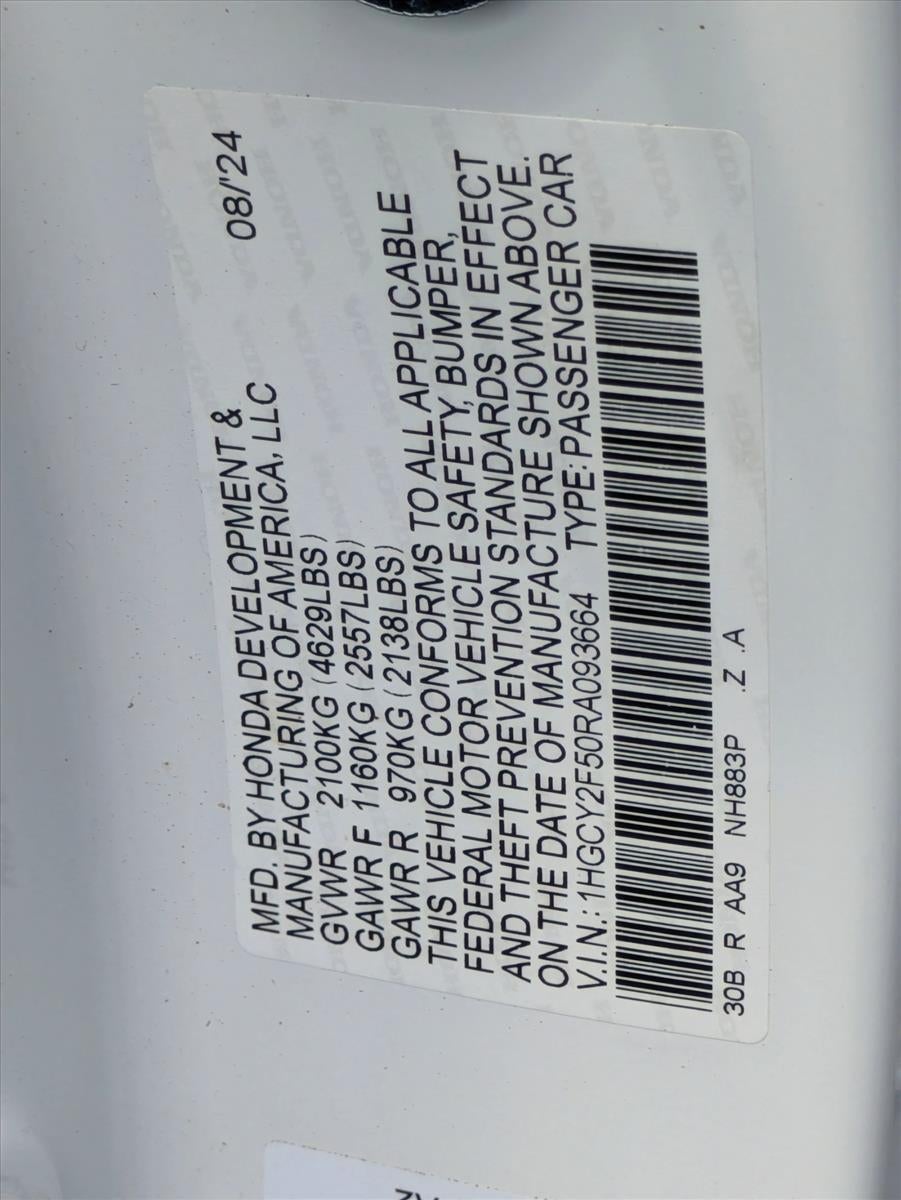 MFD. BY HONDA DEVELOPMENT & 08/'24
MANUFACTURING OF AMERICA, LLC
GVWR 2100KG (4629LBS)
GAWR F 1160KG (2557LBS)
GAWR R 970KG (2138LBS)
THIS VEHICLE CONFORMS TO ALL APPLICABLE
FEDERAL MOTOR VEHICLE SAFETY, BUMPER,
AND THEFT PREVENTION STANDARDS IN EFFECT
ON THE DATE OF MANUFACTURE SHOWN ABOVE.
V.I.N.: 1HGCY2F50RA093664 TYPE: PASSENGER CAR
30B R AA9 NH883P .Z .A